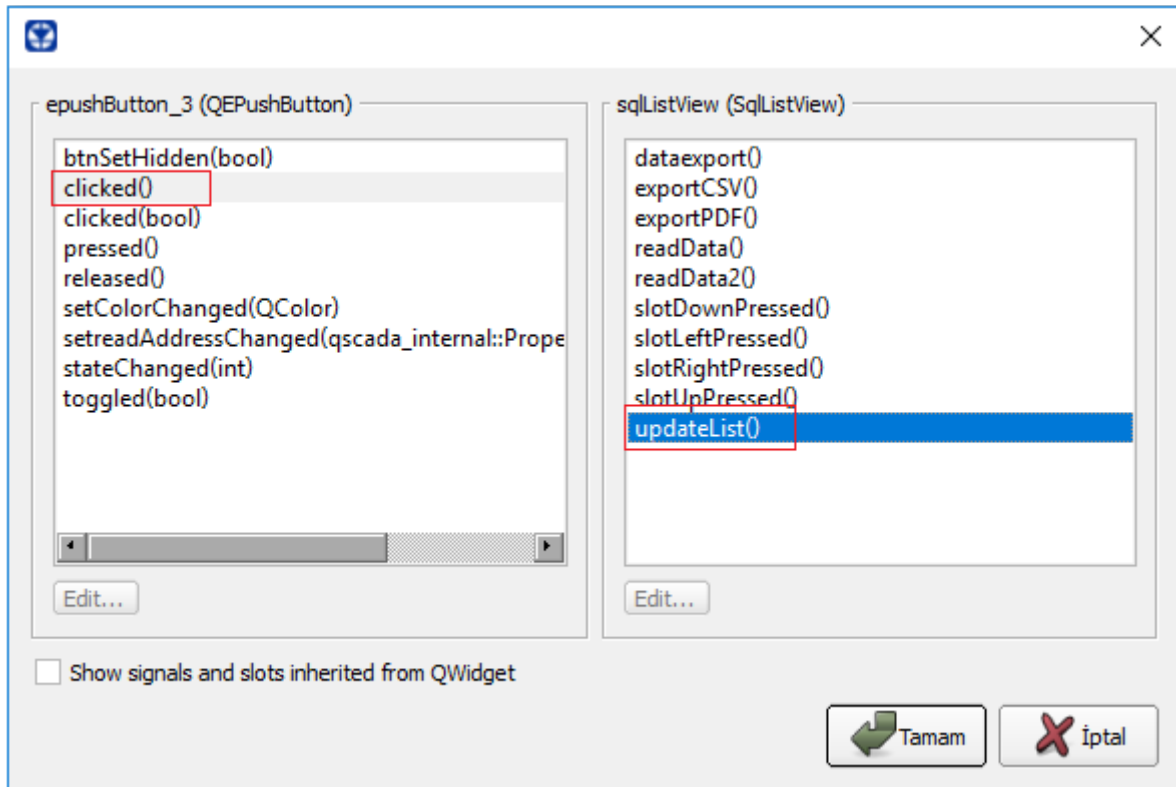 epushButton_3 (QEPushButton)
btnSetHidden(bool)
clicked()
clicked(bool)
pressed()
released()
setColorChanged(QColor)
setreadAddressChanged(qscada_internal::Prope
stateChanged(int)
toggled(bool)
Edit...
sqlListView (SqlListView)
dataexport()
exportCSV()
exportPDF()
readData()
readData2()
slotDownPressed()
slotLeftPressed()
slotRightPressed()
slotUpPressed()
updateList()
Edit...
Show signals and slots inherited from QWidget
Tamam
İptal